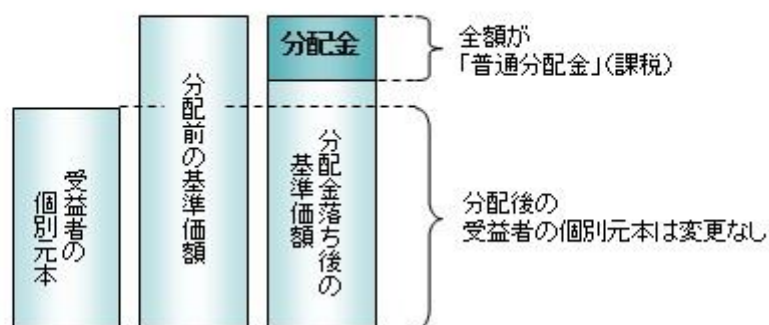 受益者の
個別元本
分配前の基準価額
分配金
分配金落ち後の
基準価額
全額が
「普通分配金」(課税)
分配後の
受益者の個別元本は変更なし